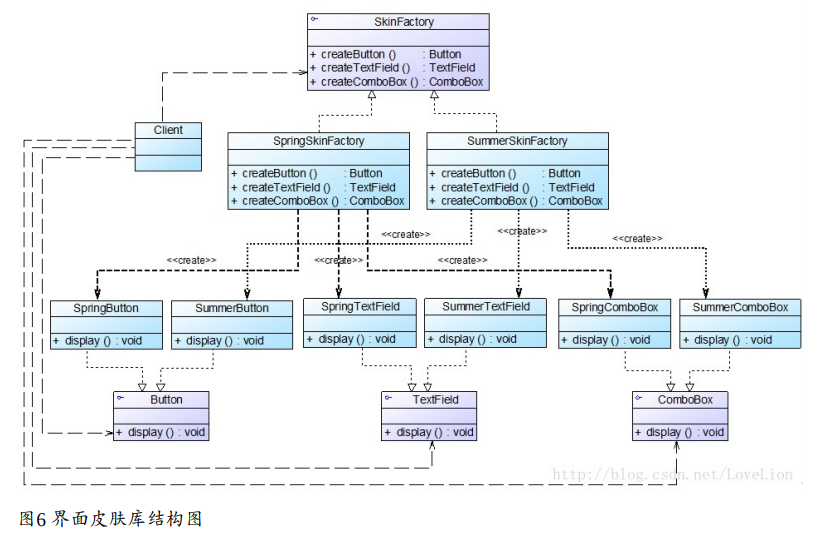 SkinFactory
+ createButton () : Button
+ createTextField () : TextField
+ createComboBox () : ComboBox
Client
SpringSkinFactory
+ createButton () : Button
+ createTextField () : TextField
+ createComboBox () : ComboBox
SummerSkinFactory
+ createButton () : Button
+ createTextField () : TextField
+ createComboBox () : ComboBox
<<create>>
<<create>>
<<create>>
<<create>>
<<create>>
<<create>>
SpringButton
+ display () : void
SummerButton
+ display () : void
SpringTextField
+ display () : void
SummerTextField
+ display () : void
SpringComboBox
+ display () : void
SummerComboBox
+ display () : void
Button
+ display () : void
TextField
+ display () : void
ComboBox
+ display () : void
http://blog.csdn.net/LoveLion
图6 界面皮肤库结构图